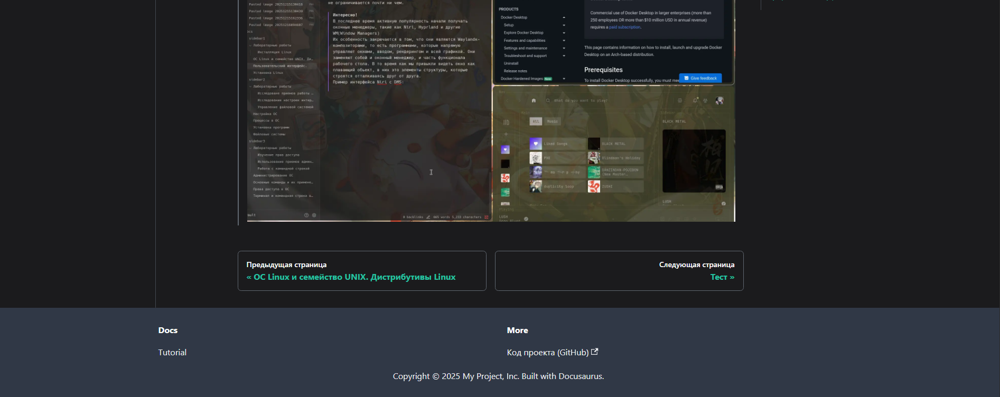 Pasted image 20251215130416 PNG
Pasted image 20251215130430 PNG
Pasted image 20251215162336 PNG
Pasted image 20251216094607 PNG
ocs
sidebar1
Лабораторные работы
Инсталляция Linux
ОС Linux и семейство UNIX. Ди…
Пользовательский интерфейс.
Установка Linux
sidebar2
Лабораторные работы
Исследование приемов работы …
Исследование настроек интер…
Управление файловой системой
Настройка ОС
Процессы в ОС
Установка программ
Файловые системы
sidebar3
Лабораторные работы
Изучение прав доступа
Использование приемов админ…
Работа с командной строкой
Администрирование ОС
Основные команды и их примене…
Права доступа в ОС
Терминал и командная строка в…
Vault
не ограничивается почти ни чем.
Интересно!
В последнее время активную популярность начали получать
оконные менеджеры, такие как Niri, Hyprland и другие
WM(Window Managers)
Их особенность закрючается в том, что они являются Waylandк-
композиторами, то есть программами, которые напрямую
управляют окнами, вводом, рендерингом и всей графикой. Они
заменяют собой и оконный менеджер, и часть функционала
рабочего стола. В то время как мы привыкли видеть окно как
плавающий обьект, в них это элементы структуры, которые
строятся отталкиваясь друг от друга.
Пример интерфейса Niri с DMS:
0 backlinks 665 words 5,233 characters
PRODUCTS
Docker Desktop
Setup
Explore Docker Desktop
Features and capabilities
Settings and maintenance
Troubleshoot and support
Uninstall
Release notes
Docker Hardened Images New
Commercial use of Docker Desktop in larger enterprises (more than
250 employees OR more than $10 million USD in annual revenue)
requires a paid subscription.
This page contains information on how to install, launch and upgrade Docker
Desktop on an Arch-based distribution.
Prerequisites
To install Docker Desktop successfully, you must mee
Give feedback
What do you want to play?
All Music
Liked Songs
BLACK METAL
PXE
Blindman's Holiday
DANZINDAN-POJIDON
(New Master…
duplicity loop
ZUSHI
BLACK METAL
LUSH
Playing
LUSH
Предыдущая страница
« ОС Linux и семейство UNIX. Дистрибутивы Linux
Следующая страница
Тест »
Docs
Tutorial
More
Код проекта (GitHub)
Copyright © 2025 My Project, Inc. Built with Docusaurus.